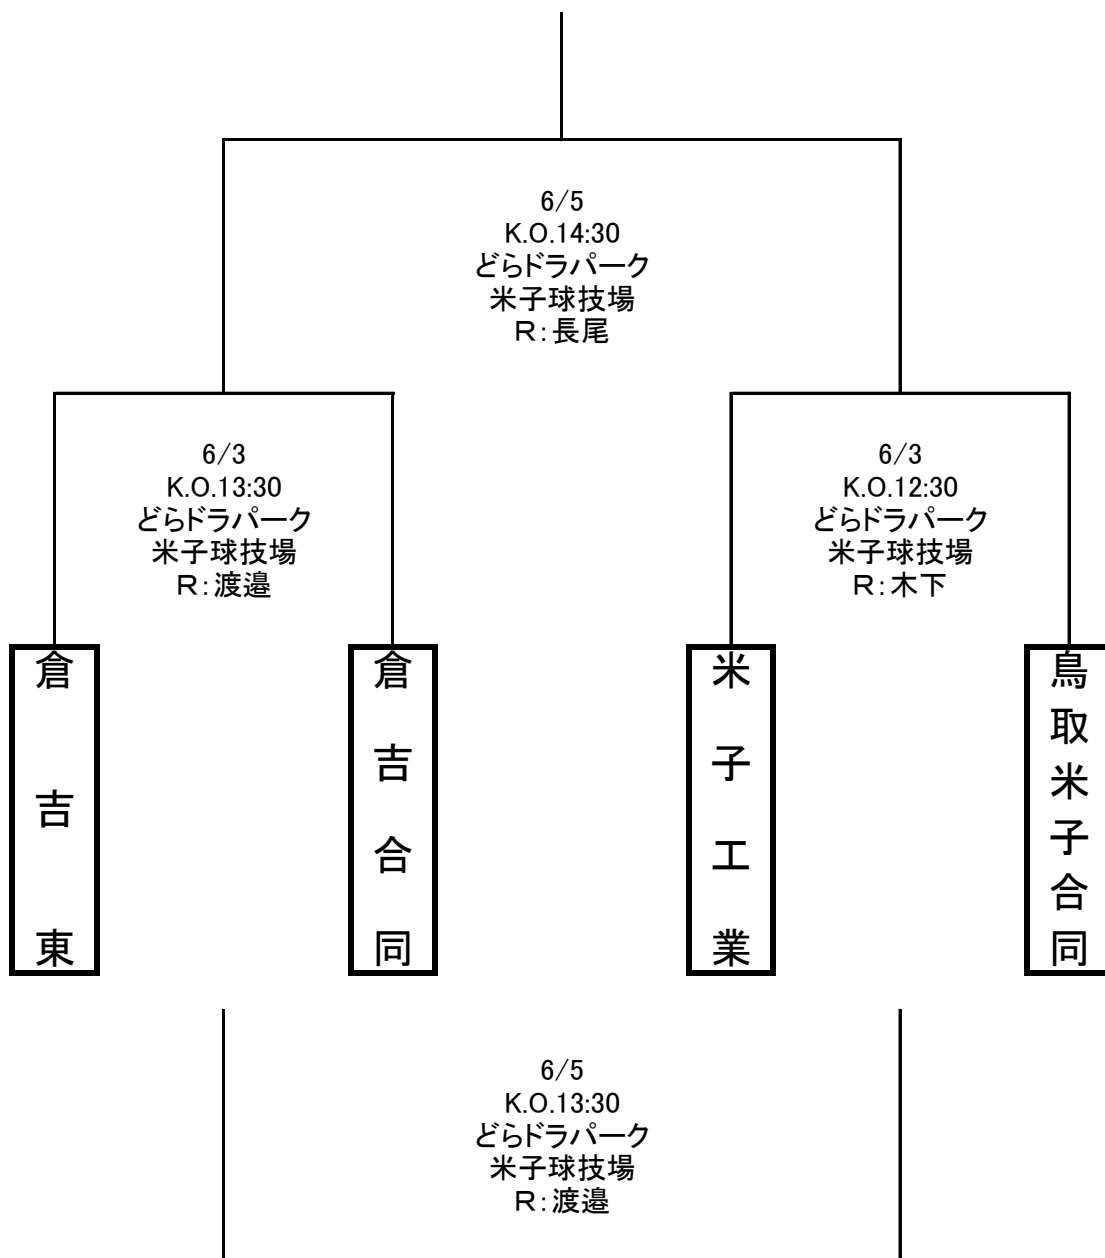 6/5
K.O.14:30
どらドラパーク
米子球技場
R:長尾
6/3
K.O.13:30
どらドラパーク
米子球技場
R:渡邉
6/3
K.O.12:30
どらドラパーク
米子球技場
R:木下
倉吉東
倉吉合同
米子工業
鳥取米子合同
6/5
K.O.13:30
どらドラパーク
米子球技場
R:渡邉